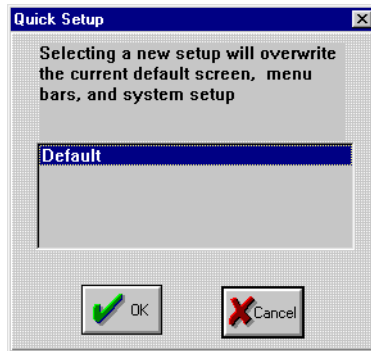 Quick Setup
Selecting a new setup will overwrite
the current default screen, menu
bars, and system setup
Default
OK
Cancel